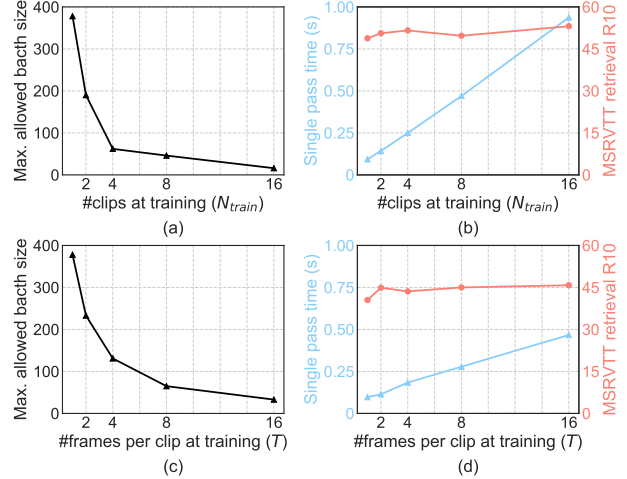 Max. allowed bacth size
400
300
200
100
0
2 4 8 16
#clips at training (N_train)
(a)
Single pass time (s)
1.00
0.75
0.50
0.25
0
MSRVTT retrieval R10
60
45
30
15
0
2 4 8 16
#clips at training (N_train)
(b)
Max. allowed bacth size
400
300
200
100
0
2 4 8 16
#frames per clip at training (T)
(c)
Single pass time (s)
1.00
0.75
0.50
0.25
0
MSRVTT retrieval R10
60
45
30
15
0
2 4 8 16
#frames per clip at training (T)
(d)